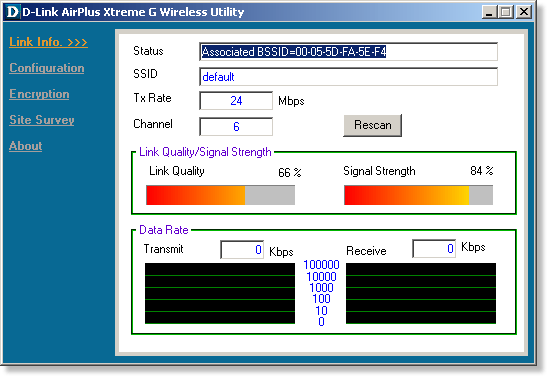 D-Link AirPlus Xtreme G Wireless Utility
Link Info. >>>
Configuration
Encryption
Site Survey
About
Status
Associated BSSID=00-05-5D-FA-5E-F4
SSID
default
Tx Rate
24
Mbps
Channel
6
Rescan
Link Quality/Signal Strength
Link Quality
66 %
Signal Strength
84 %
Data Rate
Transmit
0
Kbps
Receive
0
Kbps
100000
10000
1000
100
10
0